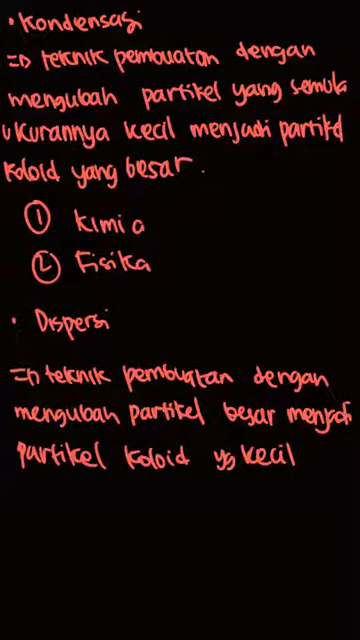 • Kondensasi
=> teknik pembuatan dengan
mengubah partikel yang semula
ukurannya kecil menjadi partikel
koloid yang besar.
① Kimia
② Fisika
• Dispersi
=> teknik pembuatan dengan
mengubah partikel besar menjadi
partikel koloid yg kecil